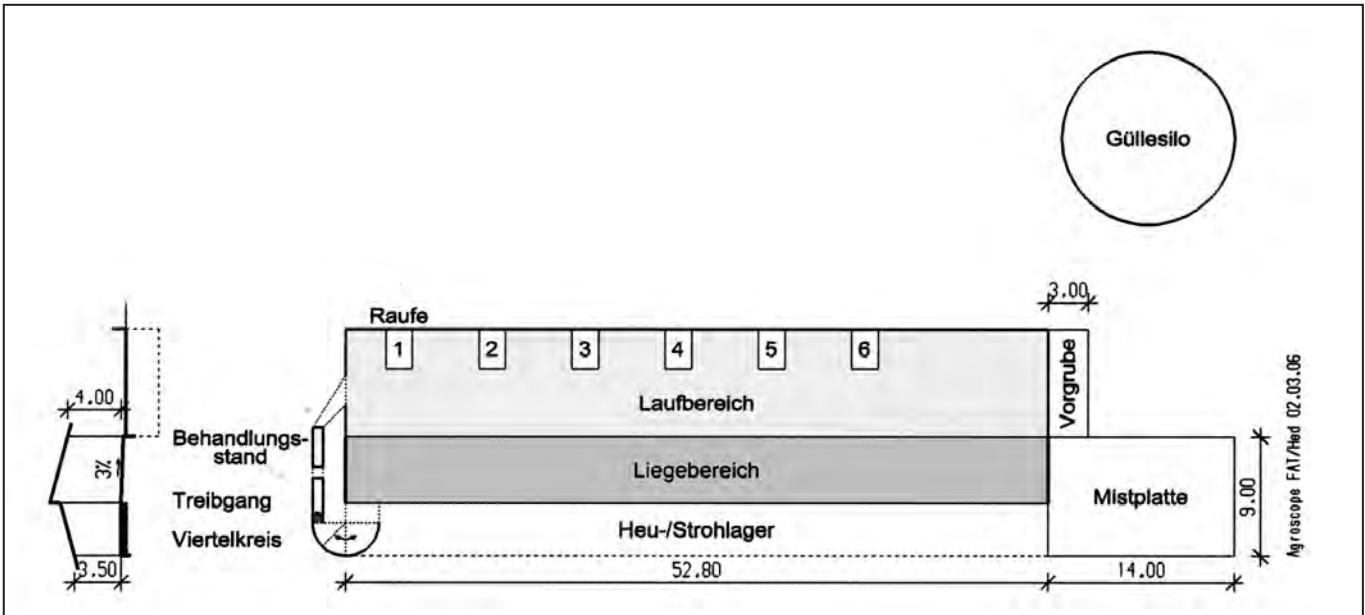 Güllesilo
3.00
Raufe
1
2
3
4
5
6
Vorgrube
Laufbereich
4.00
Behandlungs-
stand
3%
Liegebereich
Treibgang
Mistplatte
9.00
Viertelkreis
Heu-/Strohlager
3.50
52.80
14.00
Agroscope FAT/Hed 02.03.06